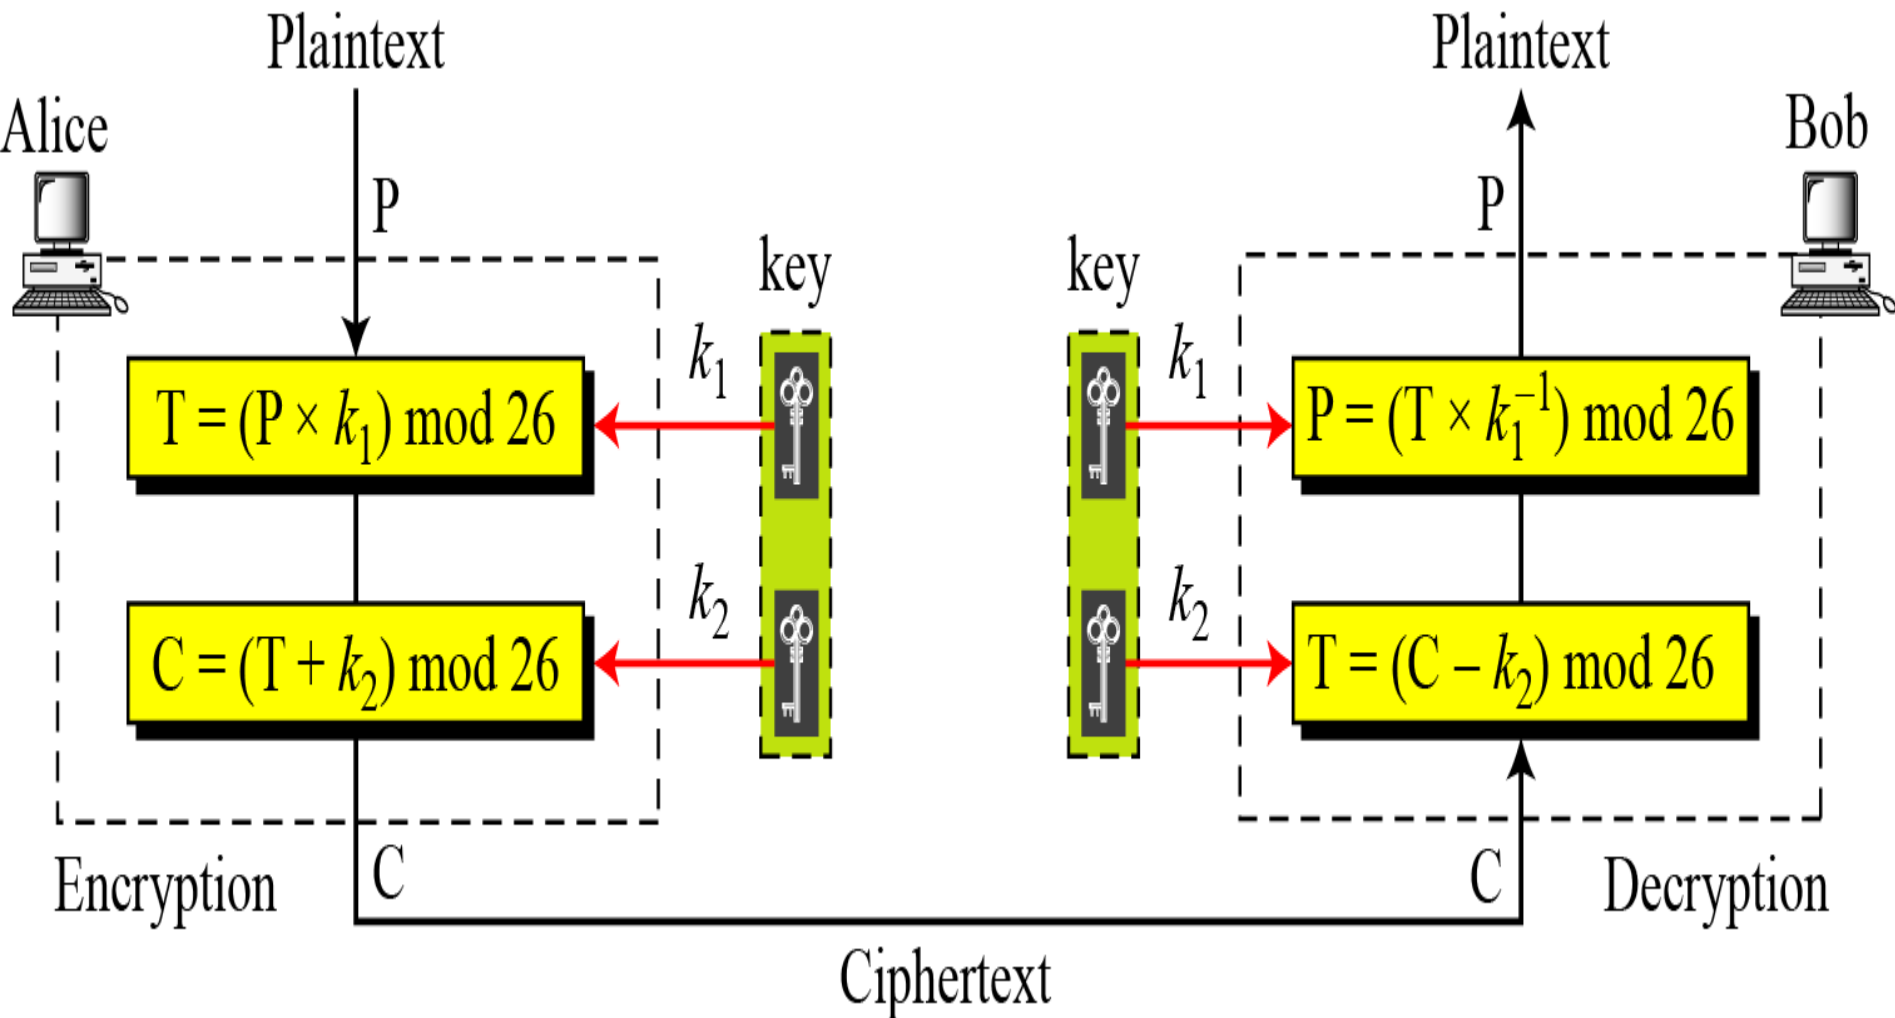 Plaintext
Plaintext
Alice
Bob
P
P
key
key
k₁
k₁
T = (P × k₁) mod 26
P = (T × k₁⁻¹) mod 26
k₂
k₂
C = (T + k₂) mod 26
T = (C – k₂) mod 26
C
C
Encryption
Decryption
Ciphertext